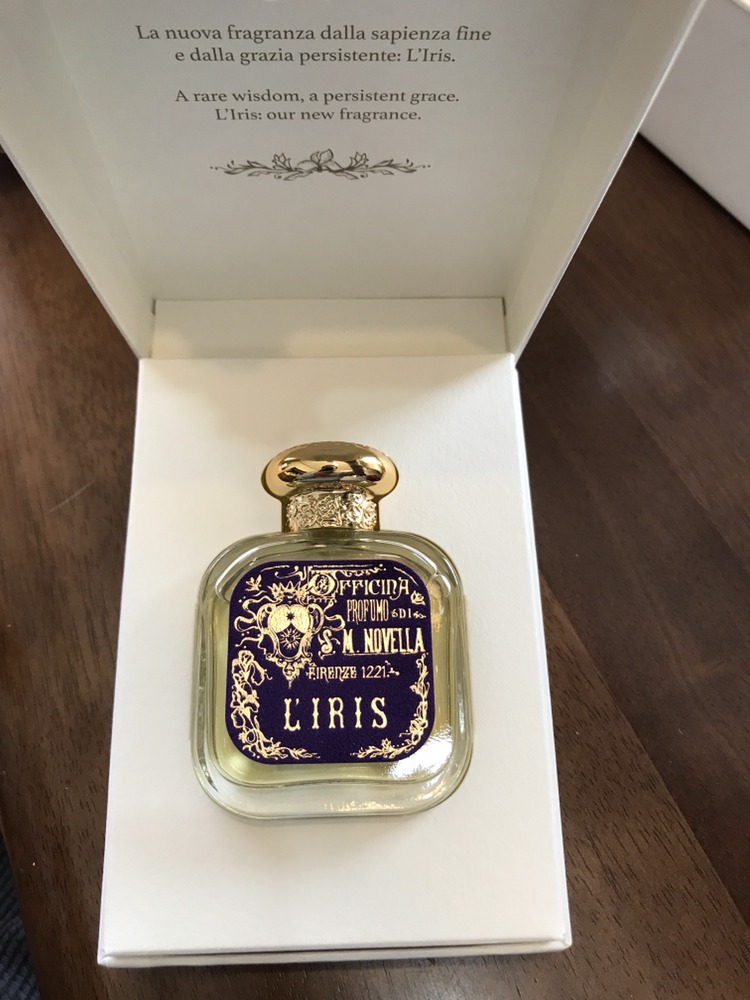 La nuova fragranza dalla sapienza fine
e dalla grazia persistente: L'Iris.
A rare wisdom, a persistent grace.
L'Iris: our new fragrance.
OFFICINA
PROFUMO DI
S. M. NOVELLA
FIRENZE 1221.
L'IRIS